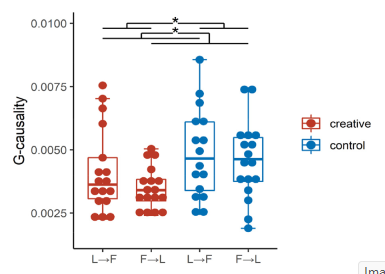 0.0100
*
*
0.0075
G-causality
0.0050
0.0025
creative
control
L→F F→L L→F F→L